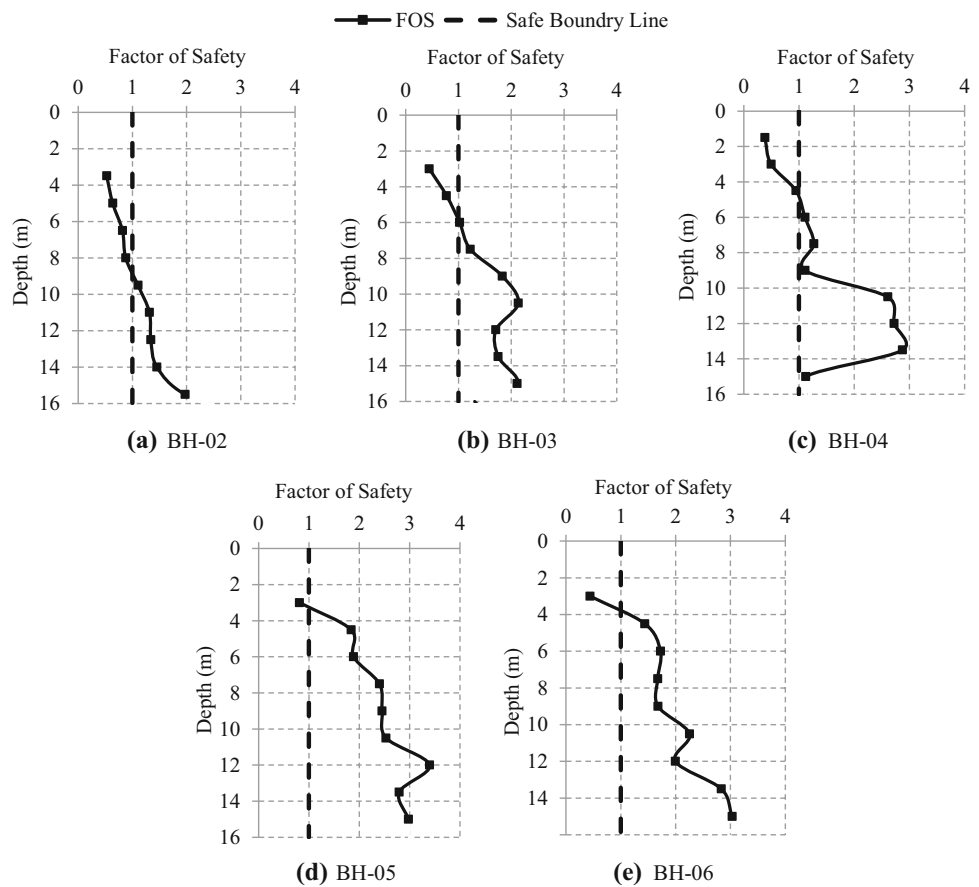 FOS Safe Boundry Line
Factor of Safety
0 1 2 3 4
0
2
4
6
8
10
12
14
16
Depth (m)
(a) BH-02
Factor of Safety
0 1 2 3 4
0
2
4
6
8
10
12
14
16
Depth (m)
(b) BH-03
Factor of Safety
0 1 2 3 4
0
2
4
6
8
10
12
14
16
Depth (m)
(c) BH-04
Factor of Safety
0 1 2 3 4
0
2
4
6
8
10
12
14
16
Depth (m)
(d) BH-05
Factor of Safety
0 1 2 3 4
0
2
4
6
8
10
12
14
Depth (m)
(e) BH-06